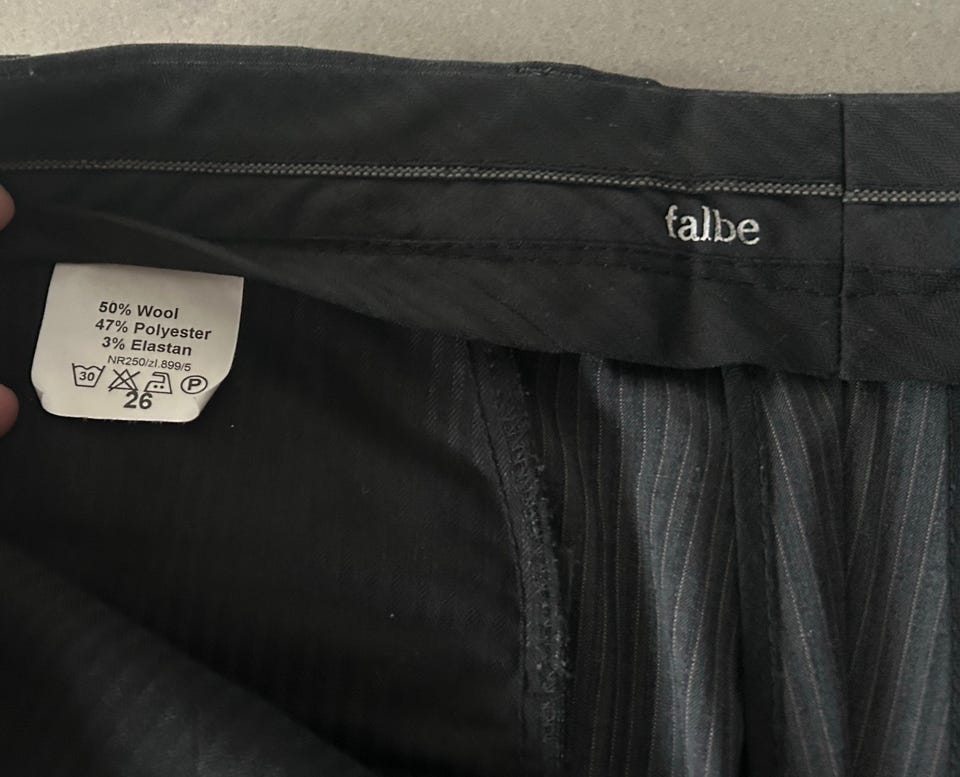 falbe
50% Wool
47% Polyester
3% Elastan
NR250/zl.899/5
30 P
26